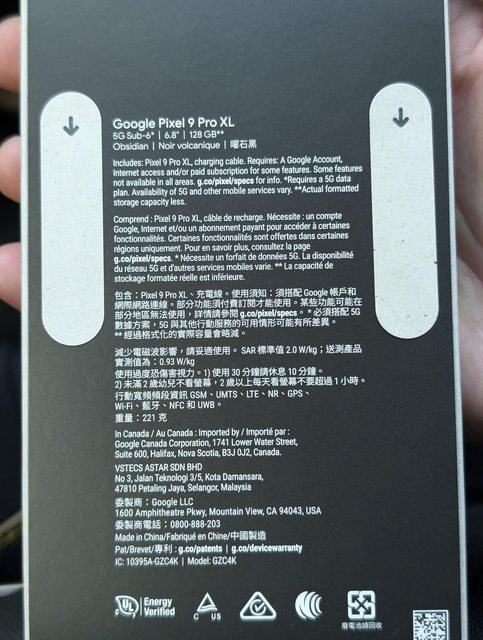 Google Pixel 9 Pro XL
5G Sub-6* | 6.8" | 128 GB**
Obsidian | Noir volcanique | 曜石黑
Includes: Pixel 9 Pro XL, charging cable. Requires: A Google Account,
Internet access and/or paid subscription for some features. Some features
not available in all areas. g.co/pixel/specs for info. *Requires a 5G data
plan. Availability of 5G and other mobile services vary. **Actual formatted
storage capacity less.
Comprend : Pixel 9 Pro XL, câble de recharge. Nécessite : un compte
Google, Internet et/ou un abonnement payant pour accéder à certaines
fonctionnalités. Certaines fonctionnalités sont offertes dans certaines
régions uniquement. Pour en savoir plus, consultez la page
g.co/pixel/specs. * Nécessite un forfait de données 5G. La disponibilité
du réseau 5G et d'autres services mobiles varie. ** La capacité de
stockage formatée réelle est inférieure.
包含：Pixel 9 Pro XL、充電線。使用須知：須搭配 Google 帳戶和
網際網路連線。部分功能須付費訂閱才能使用。某些功能可能在
部分地區無法使用，詳情請參閱 g.co/pixel/specs。 * 必須搭配 5G
數據方案，5G 與其他行動服務的可用情形可能有所差異。
** 經過格式化的實際容量會略減。
減少電磁波影響，請妥適使用。 SAR 標準值 2.0 W/kg；送測產品
實測值為：0.93 W/kg
使用過度恐傷害視力。1) 使用 30 分鐘請休息 10 分鐘。
2) 未滿 2 歲幼兒不看螢幕，2 歲以上每天看螢幕不要超過 1 小時。
行動寬頻頻段資訊 GSM、UMTS、LTE、NR、GPS、
Wi-Fi、藍牙、NFC 和 UWB。
重量：221 克
In Canada / Au Canada : Imported by / Importé par :
Google Canada Corporation, 1741 Lower Water Street,
Suite 600, Halifax, Nova Scotia, B3J 0J2, Canada.
VSTECS ASTAR SDN BHD
No 3, Jalan Teknologi 3/5, Kota Damansara,
47810 Petaling Jaya, Selangor, Malaysia
委製商：Google LLC
1600 Amphitheatre Pkwy, Mountain View, CA 94043, USA
委製商電話：0800-888-203
Made in China/Fabriqué en Chine/中國製造
Pat/Brevet/專利 : g.co/patents | g.co/devicewarranty
IC: 10395A-GZC4K | Model: GZC4K
UL Energy
Verified
C US
廢電池請回收